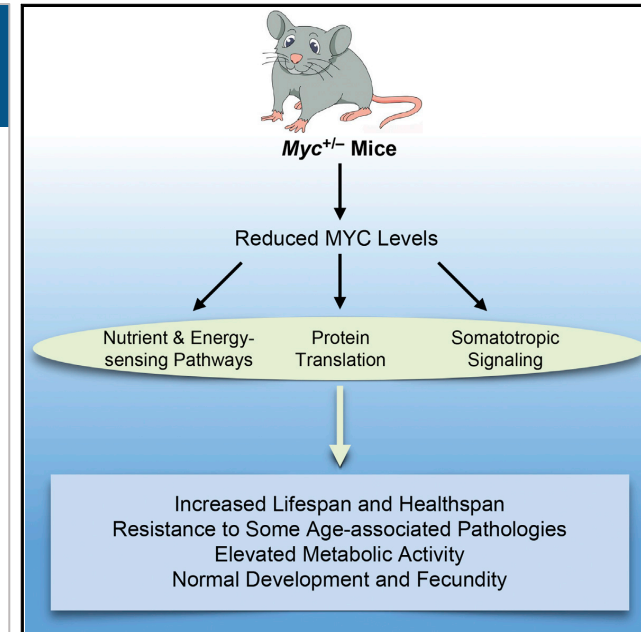 Myc+/– Mice
Reduced MYC Levels
Nutrient & Energy-
sensing Pathways
Protein
Translation
Somatotropic
Signaling
Increased Lifespan and Healthspan
Resistance to Some Age-associated Pathologies
Elevated Metabolic Activity
Normal Development and Fecundity